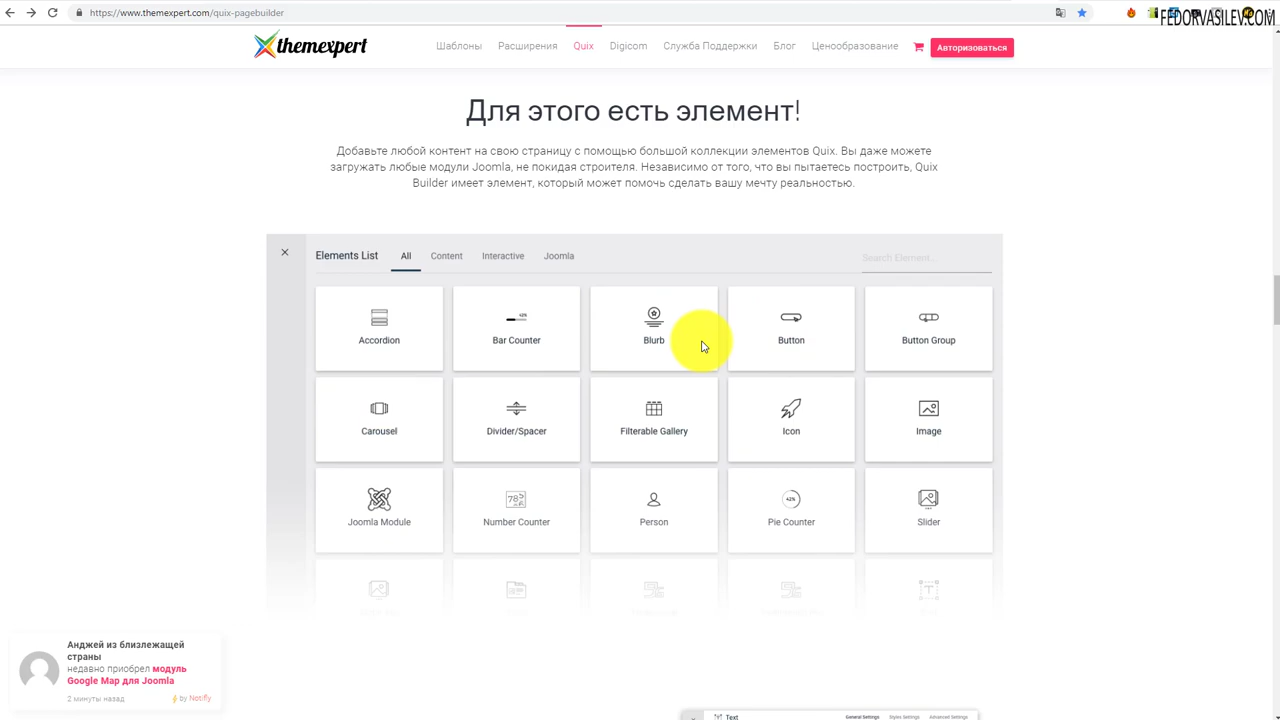 https://www.themexpert.com/quix-pagebuilder
FEDORVASILEV.COM
themexpert
Шаблоны
Расширения
Quix
Digicom
Служба Поддержки
Блог
Ценообразование
Авторизоваться
Для этого есть элемент!
Добавьте любой контент на свою страницу с помощью большой коллекции элементов Quix. Вы даже можете
загружать любые модули Joomla, не покидая строителя. Независимо от того, что вы пытаетесь построить, Quix
Builder имеет элемент, который может помочь сделать вашу мечту реальностью.
Elements List
All
Content
Interactive
Joomla
Search Element...
Accordion
Bar Counter
Blurb
Button
Button Group
Carousel
Divider/Spacer
Filterable Gallery
Icon
Image
Joomla Module
Number Counter
Person
Pie Counter
Slider
Анджей из близлежащей
страны
недавно приобрел модуль
Google Map для Joomla
2 минуты назад
by Notifly
Text
General Settings
Styles Settings
Advanced Settings